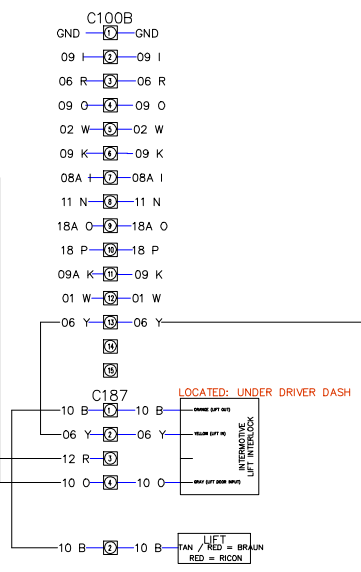 C100B
GND 1 GND
09 I 2 09 I
06 R 3 06 R
09 O 4 09 O
02 W 5 02 W
09 K 6 09 K
08A I 7 08A I
11 N 8 11 N
18A O 9 18A O
18 P 10 18 P
09A K 11 09 K
01 W 12 01 W
06 Y 13 06 Y
14
15
C187
LOCATED: UNDER DRIVER DASH
10 B 1 10 B ORANGE (LIFT OUT)
06 Y 2 06 Y YELLOW (LIFT IN)
12 R 3
10 O 4 10 O GRAY (LIFT DOOR INPUT)
INTERMOTIVE
LIFT INTERLOCK
LIFT
10 B 2 10 B TAN / RED = BRAUN
RED = RICON